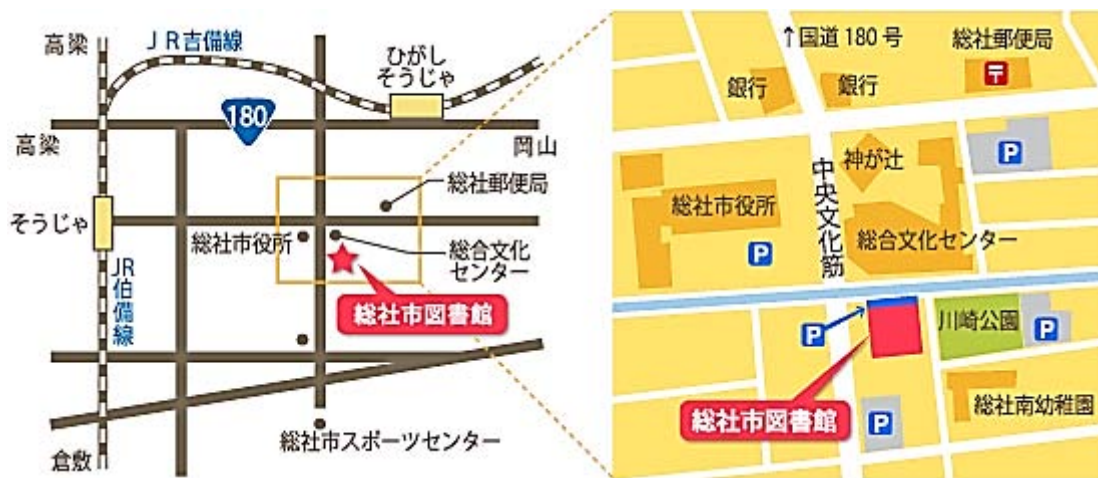 高梁
JR吉備線
ひがし
そうじゃ
180
高梁
岡山
総社郵便局
そうじゃ
総社市役所
総合文化
センター
JR伯備線
総社市図書館
総社市スポーツセンター
倉敷
↑国道180号
総社郵便局
銀行
銀行
〒
神が辻
P
総社市役所
中央文化筋
総合文化センター
P
P
川崎公園
P
総社市図書館
総社南幼稚園
P